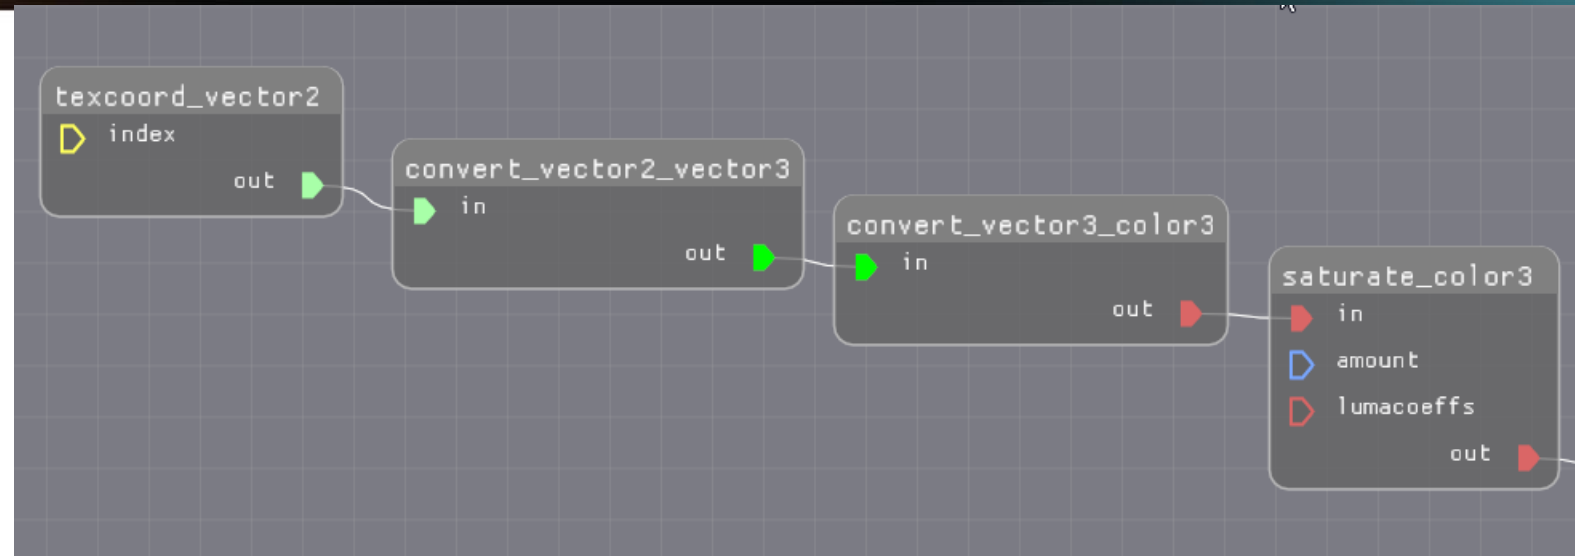 texcoord_vector2
index
out
convert_vector2_vector3
in
out
convert_vector3_color3
in
out
saturate_color3
in
amount
lumacoeffs
out